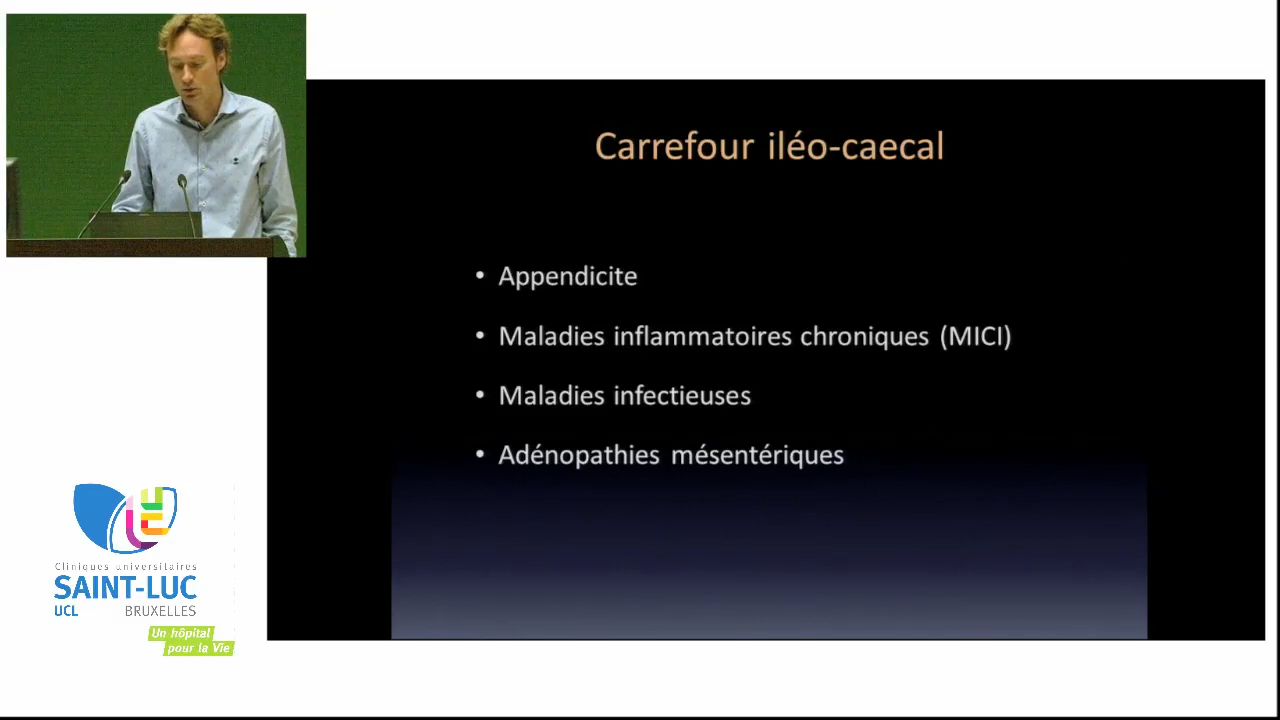 Carrefour iléo-caecal
• Appendicite
• Maladies inflammatoires chroniques (MICI)
• Maladies infectieuses
• Adénopathies mésentériques
Cliniques universitaires
SAINT-LUC
UCL BRUXELLES
Un hôpital
pour la Vie